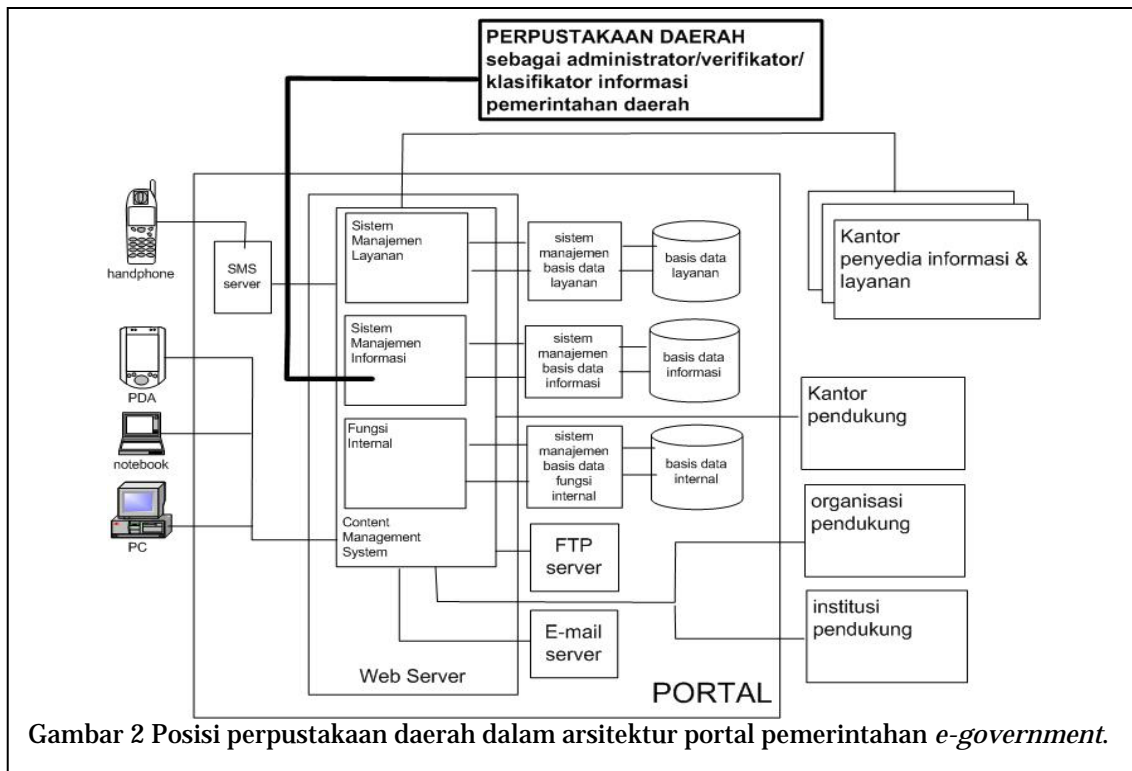 PERPUSTAKAAN DAERAH
sebagai administrator/verifikator/
klasifikator informasi
pemerintahan daerah
handphone
SMS
server
PDA
notebook
PC
Sistem
Manajemen
Layanan
sistem
manajemen
basis data
layanan
basis data
layanan
Sistem
Manajemen
Informasi
sistem
manajemen
basis data
informasi
basis data
informasi
Fungsi
Internal
sistem
manajemen
basis data
fungsi
internal
basis data
internal
Content
Management
System
FTP
server
E-mail
server
Web Server
PORTAL
Kantor
penyedia informasi &
layanan
Kantor
pendukung
organisasi
pendukung
institusi
pendukung
Gambar 2 Posisi perpustakaan daerah dalam arsitektur portal pemerintahan e-government.